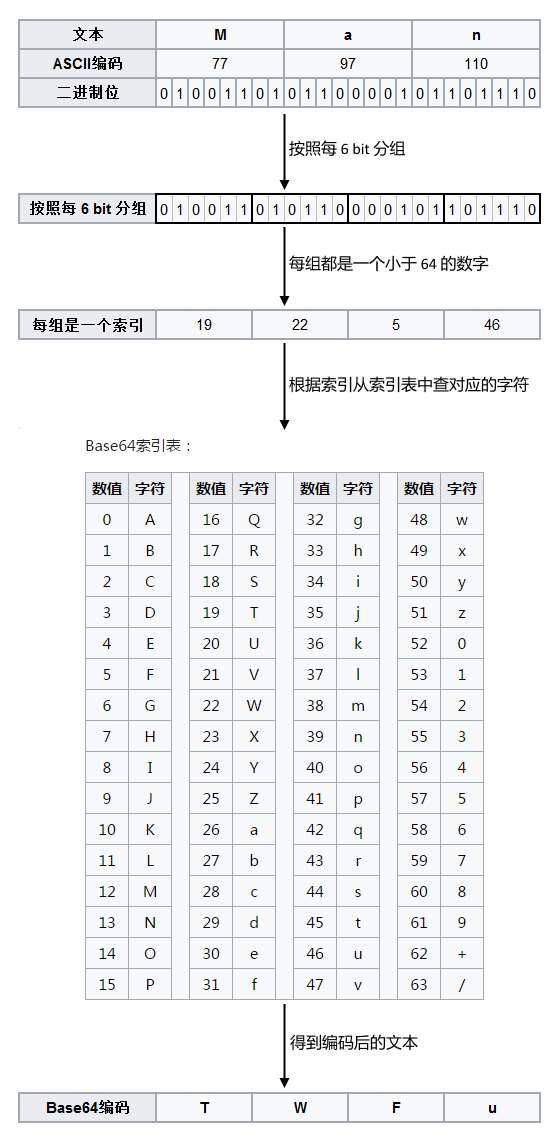 文本 M a n
ASCII编码 77 97 110
二进制位 0 1 0 0 1 1 0 1 0 1 1 0 0 0 0 1 0 1 1 0 1 1 1 0
按照每 6 bit 分组
按照每 6 bit 分组 0 1 0 0 1 1 0 1 0 1 1 0 0 0 0 1 0 1 1 0 1 1 1 0
每组都是一个小于 64 的数字
每组是一个索引 19 22 5 46
根据索引从索引表中查对应的字符
Base64索引表：
数值 字符 数值 字符 数值 字符 数值 字符
0 A 16 Q 32 g 48 w
1 B 17 R 33 h 49 x
2 C 18 S 34 i 50 y
3 D 19 T 35 j 51 z
4 E 20 U 36 k 52 0
5 F 21 V 37 l 53 1
6 G 22 W 38 m 54 2
7 H 23 X 39 n 55 3
8 I 24 Y 40 o 56 4
9 J 25 Z 41 p 57 5
10 K 26 a 42 q 58 6
11 L 27 b 43 r 59 7
12 M 28 c 44 s 60 8
13 N 29 d 45 t 61 9
14 O 30 e 46 u 62 +
15 P 31 f 47 v 63 /
得到编码后的文本
Base64编码 T W F u